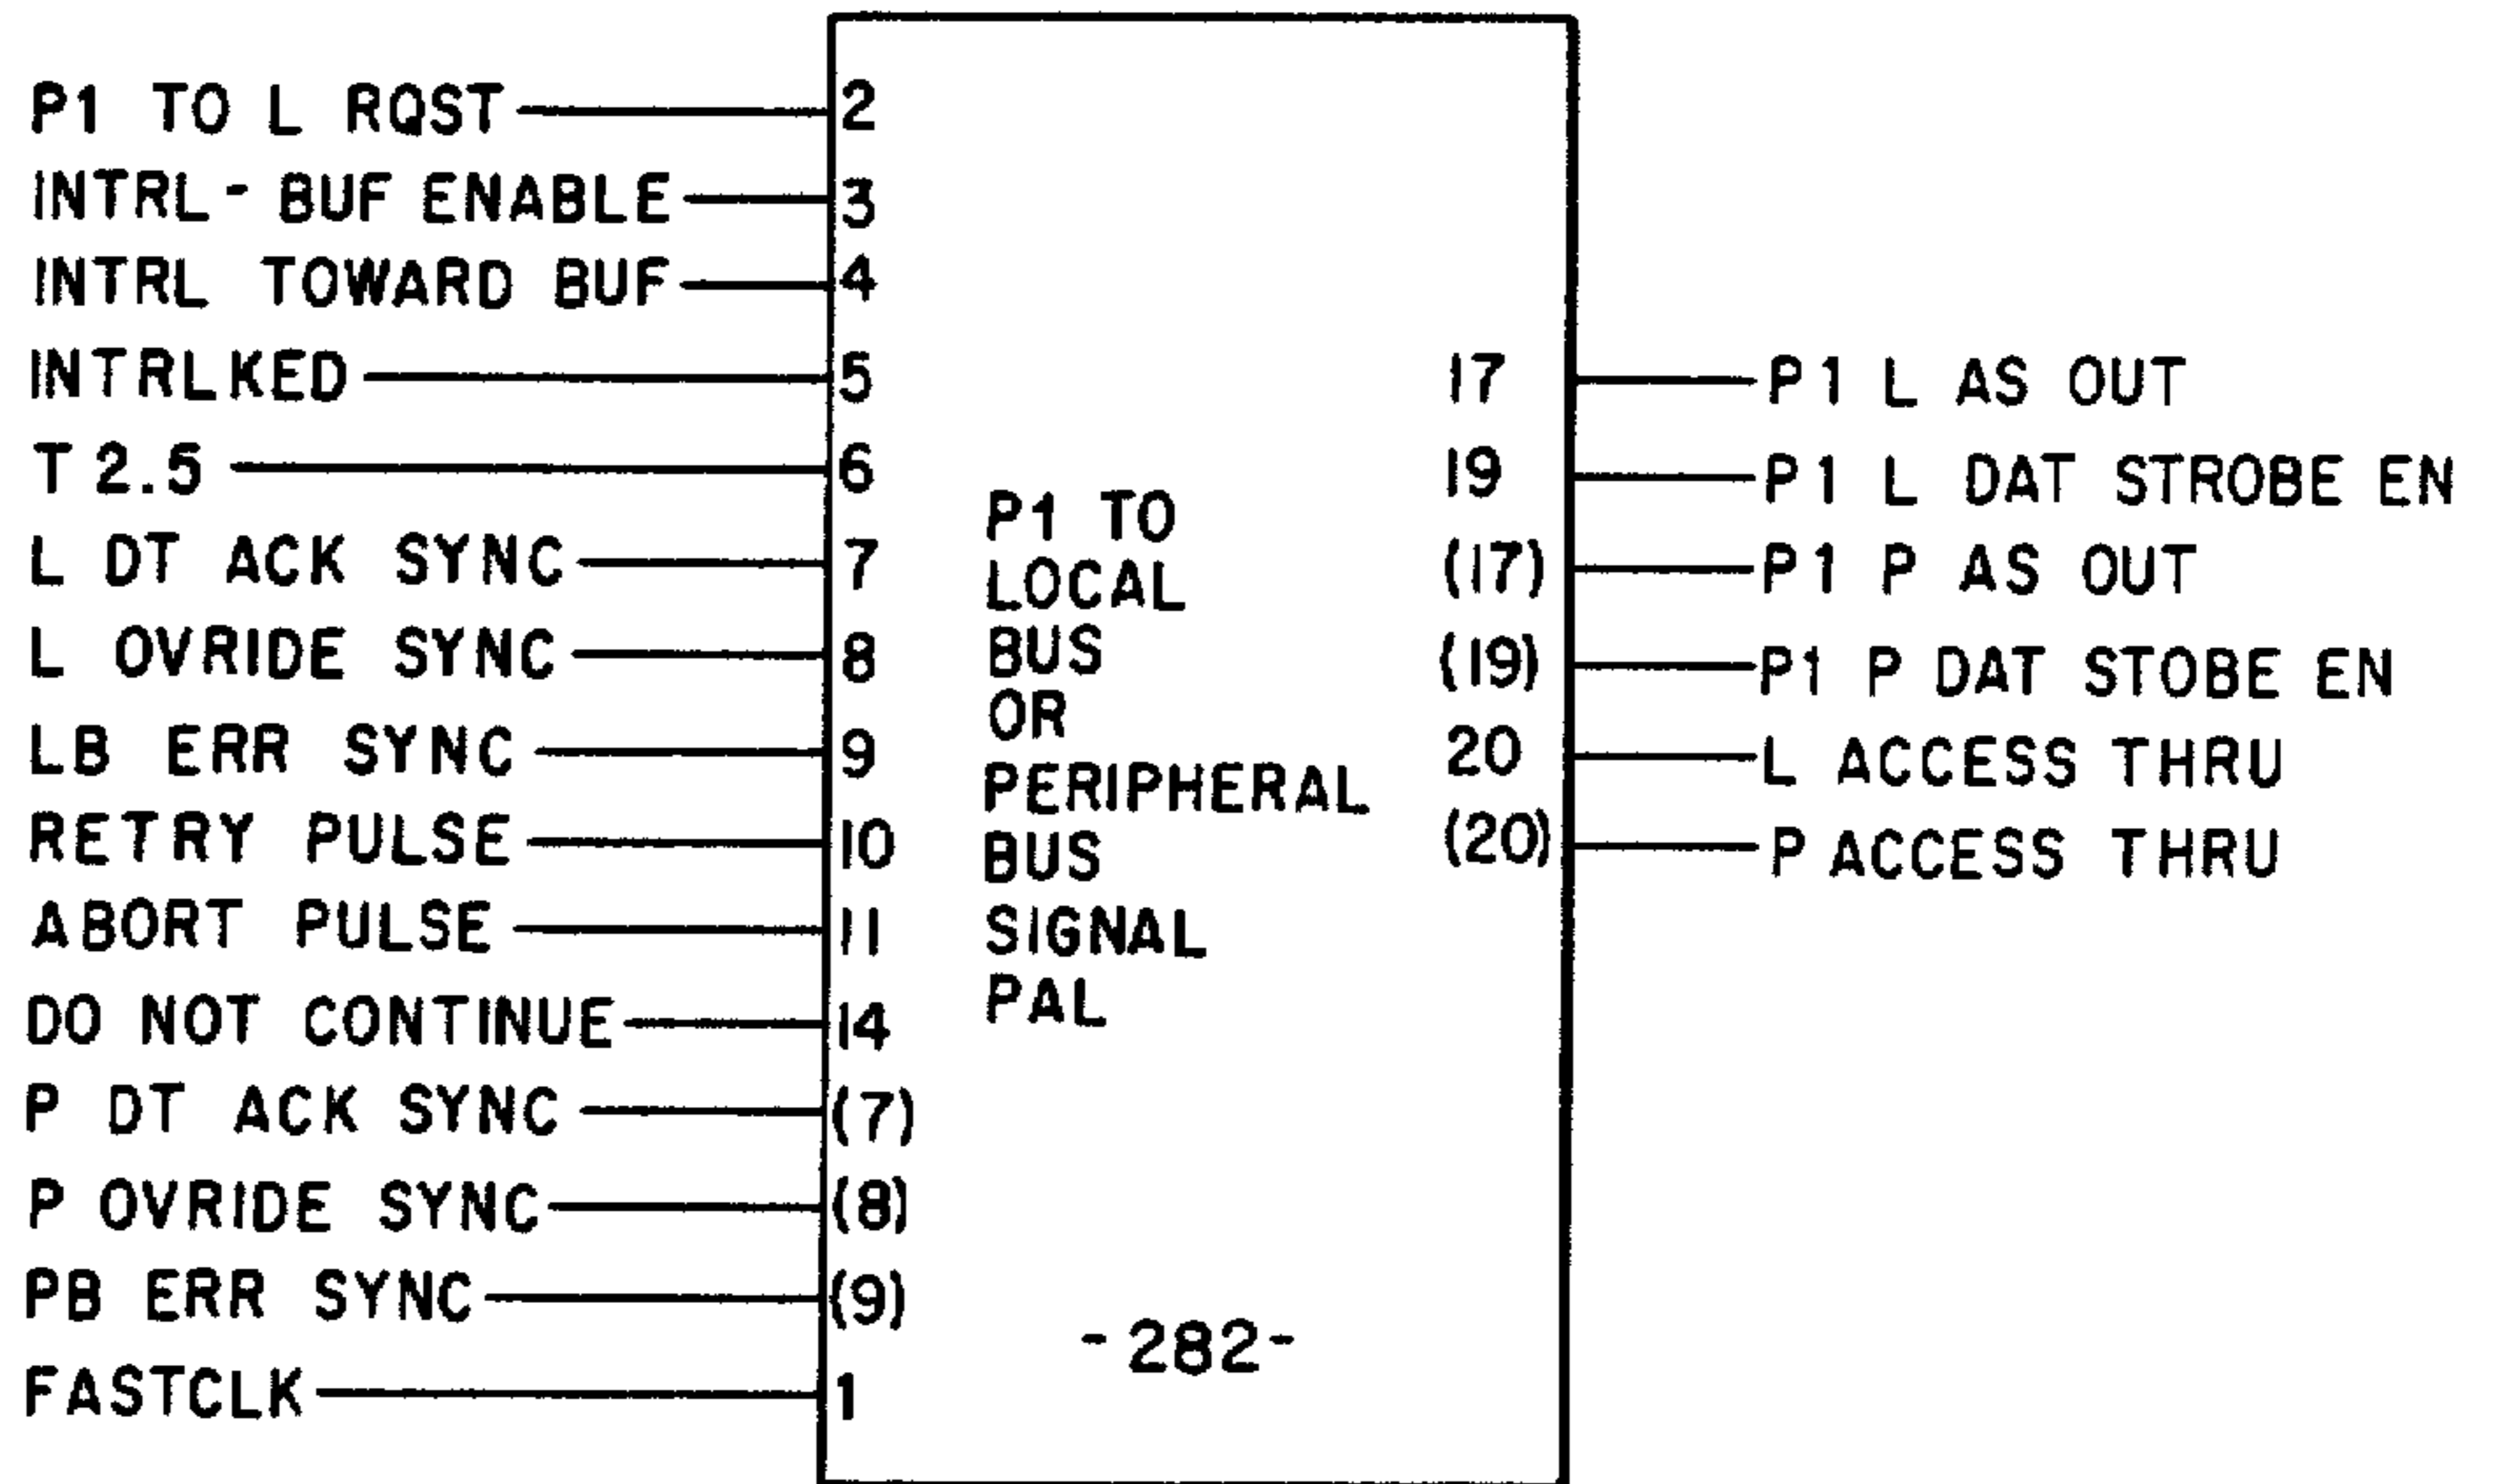 P1 TO L RQST 2
INTRL - BUF ENABLE 3
INTRL TOWARD BUF 4
INTRLKED 5
T 2.5 6
L DT ACK SYNC 7
L OVRIDE SYNC 8
LB ERR SYNC 9
RETRY PULSE 10
ABORT PULSE 11
DO NOT CONTINUE 14
P DT ACK SYNC (7)
P OVRIDE SYNC (8)
PB ERR SYNC (9)
FASTCLK 1
P1 TO
LOCAL
BUS
OR
PERIPHERAL
BUS
SIGNAL
PAL
-282-
17 P1 L AS OUT
19 P1 L DAT STROBE EN
(17) P1 P AS OUT
(19) P1 P DAT STOBE EN
20 L ACCESS THRU
(20) P ACCESS THRU